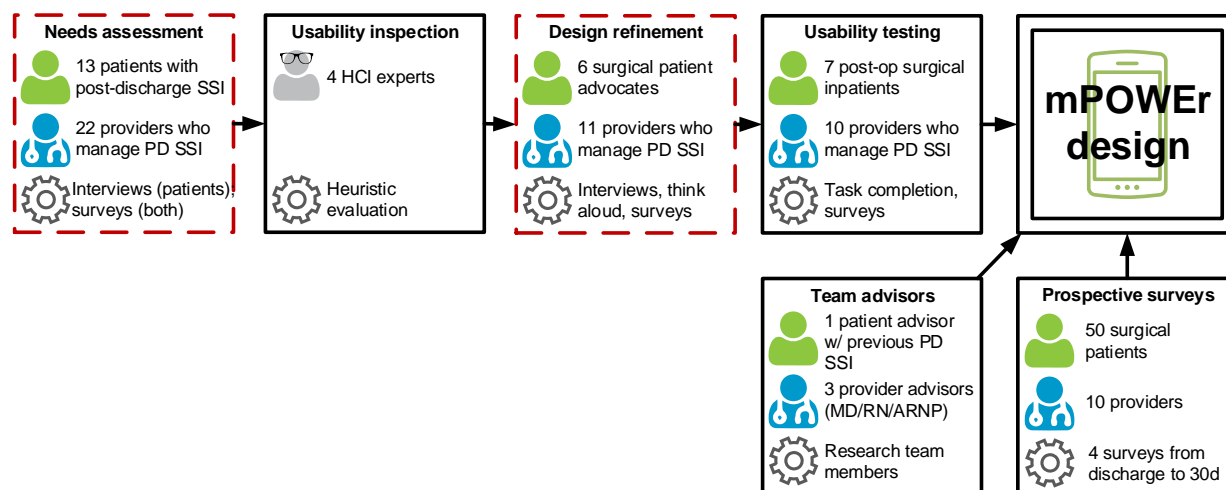 Needs assessment
13 patients with
post-discharge SSI
22 providers who
manage PD SSI
Interviews (patients),
surveys (both)
Usability inspection
4 HCI experts
Heuristic
evaluation
Design refinement
6 surgical patient
advocates
11 providers who
manage PD SSI
Interviews, think
aloud, surveys
Usability testing
7 post-op surgical
inpatients
10 providers who
manage PD SSI
Task completion,
surveys
mPOWEr
design
Team advisors
1 patient advisor
w/ previous PD
SSI
3 provider advisors
(MD/RN/ARNP)
Research team
members
Prospective surveys
50 surgical
patients
10 providers
4 surveys from
discharge to 30d